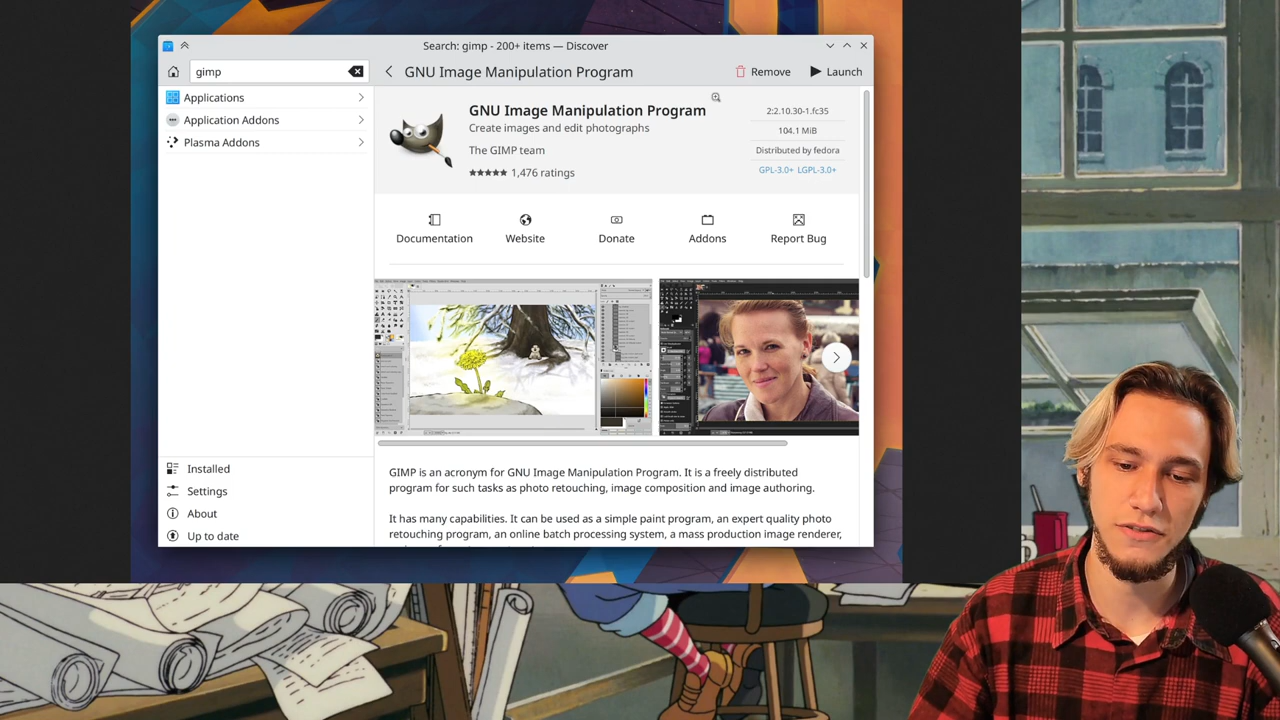 Search: gimp - 200+ items — Discover
gimp
GNU Image Manipulation Program
Remove
Launch
Applications
Application Addons
Plasma Addons
GNU Image Manipulation Program
Create images and edit photographs
The GIMP team
1,476 ratings
2:2.10.30-1.fc35
104.1 MiB
Distributed by fedora
GPL-3.0+ LGPL-3.0+
Documentation
Website
Donate
Addons
Report Bug
GIMP is an acronym for GNU Image Manipulation Program. It is a freely distributed
program for such tasks as photo retouching, image composition and image authoring.
It has many capabilities. It can be used as a simple paint program, an expert quality photo
retouching program, an online batch processing system, a mass production image renderer,
Installed
Settings
About
Up to date